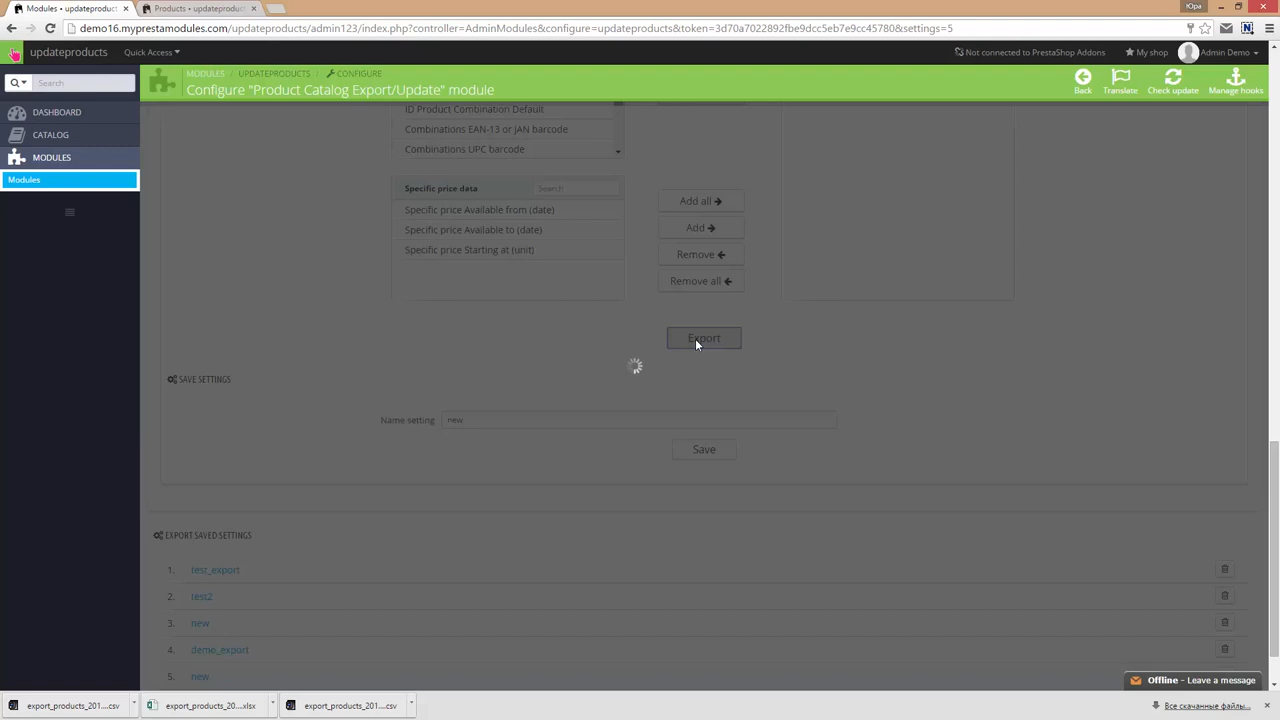 Modules • updateproduct
Products • updateproduct
Юра
demo16.myprestamodules.com/updateproducts/admin123/index.php?controller=AdminModules&configure=updateproducts&token=3d70a7022892fbe9dcc5eb7e9cc45780&settings=5
updateproducts
Quick Access
Not connected to PrestaShop Addons
My shop
Admin Demo
Search
MODULES / UPDATEPRODUCTS / CONFIGURE
Configure "Product Catalog Export/Update" module
Back
Translate
Check update
Manage hooks
DASHBOARD
CATALOG
MODULES
Modules
ID Product Combination Default
Combinations EAN-13 or JAN barcode
Combinations UPC barcode
Specific price data
Search
Specific price Available from (date)
Specific price Available to (date)
Specific price Starting at (unit)
Add all
Add
Remove
Remove all
Export
SAVE SETTINGS
Name setting
new
Save
EXPORT SAVED SETTINGS
1. test_export
2. test2
3. new
4. demo_export
5. new
Offline - Leave a message
export_products_201....csv
export_products_20....xlsx
export_products_201....csv
Все скачанные файлы...